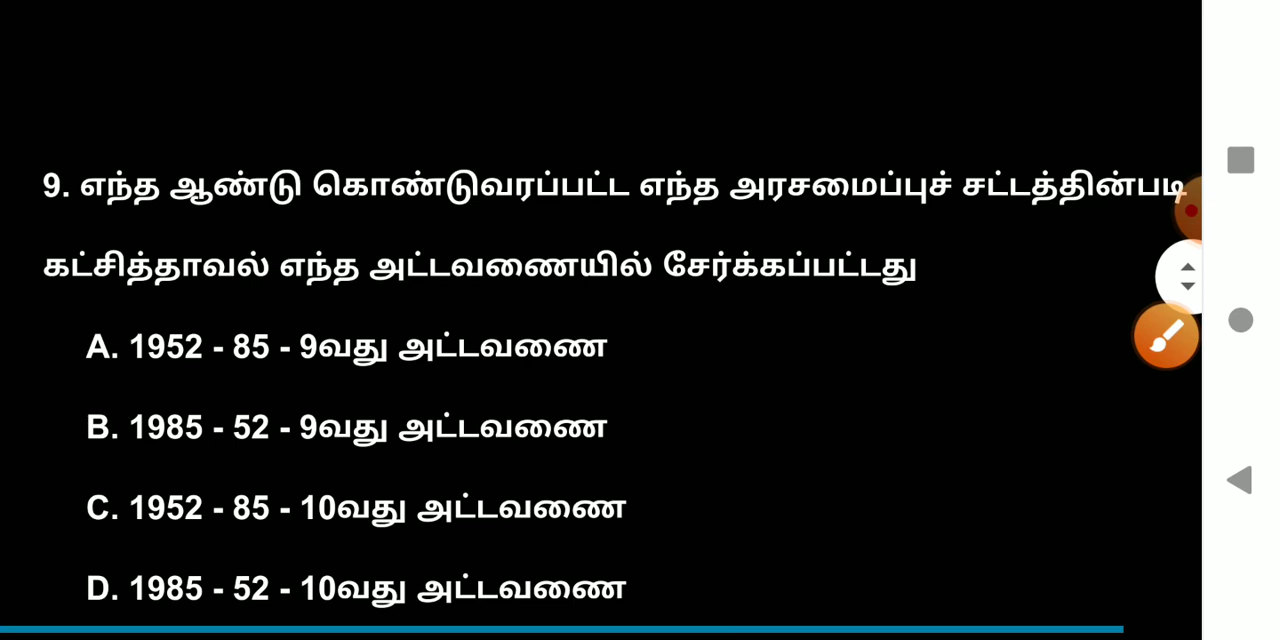 9. எந்த ஆண்டு கொண்டுவரப்பட்ட எந்த அரசமைப்புச் சட்டத்தின்படி
கட்சித்தாவல் எந்த அட்டவணையில் சேர்க்கப்பட்டது
A. 1952 - 85 - 9வது அட்டவணை
B. 1985 - 52 - 9வது அட்டவணை
C. 1952 - 85 - 10வது அட்டவணை
D. 1985 - 52 - 10வது அட்டவணை